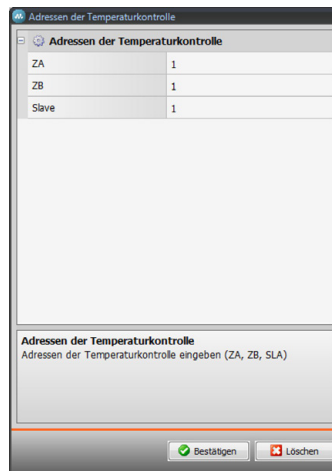 Adressen der Temperaturkontrolle
Adressen der Temperaturkontrolle
ZA 1
ZB 1
Slave 1
Adressen der Temperaturkontrolle
Adressen der Temperaturkontrolle eingeben (ZA, ZB, SLA)
Bestätigen Löschen